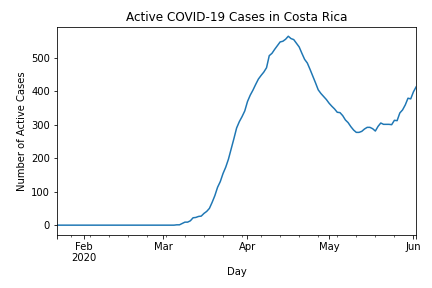 Active COVID-19 Cases in Costa Rica
Number of Active Cases
500
400
300
200
100
0
Feb
2020
Mar
Apr
May
Jun
Day